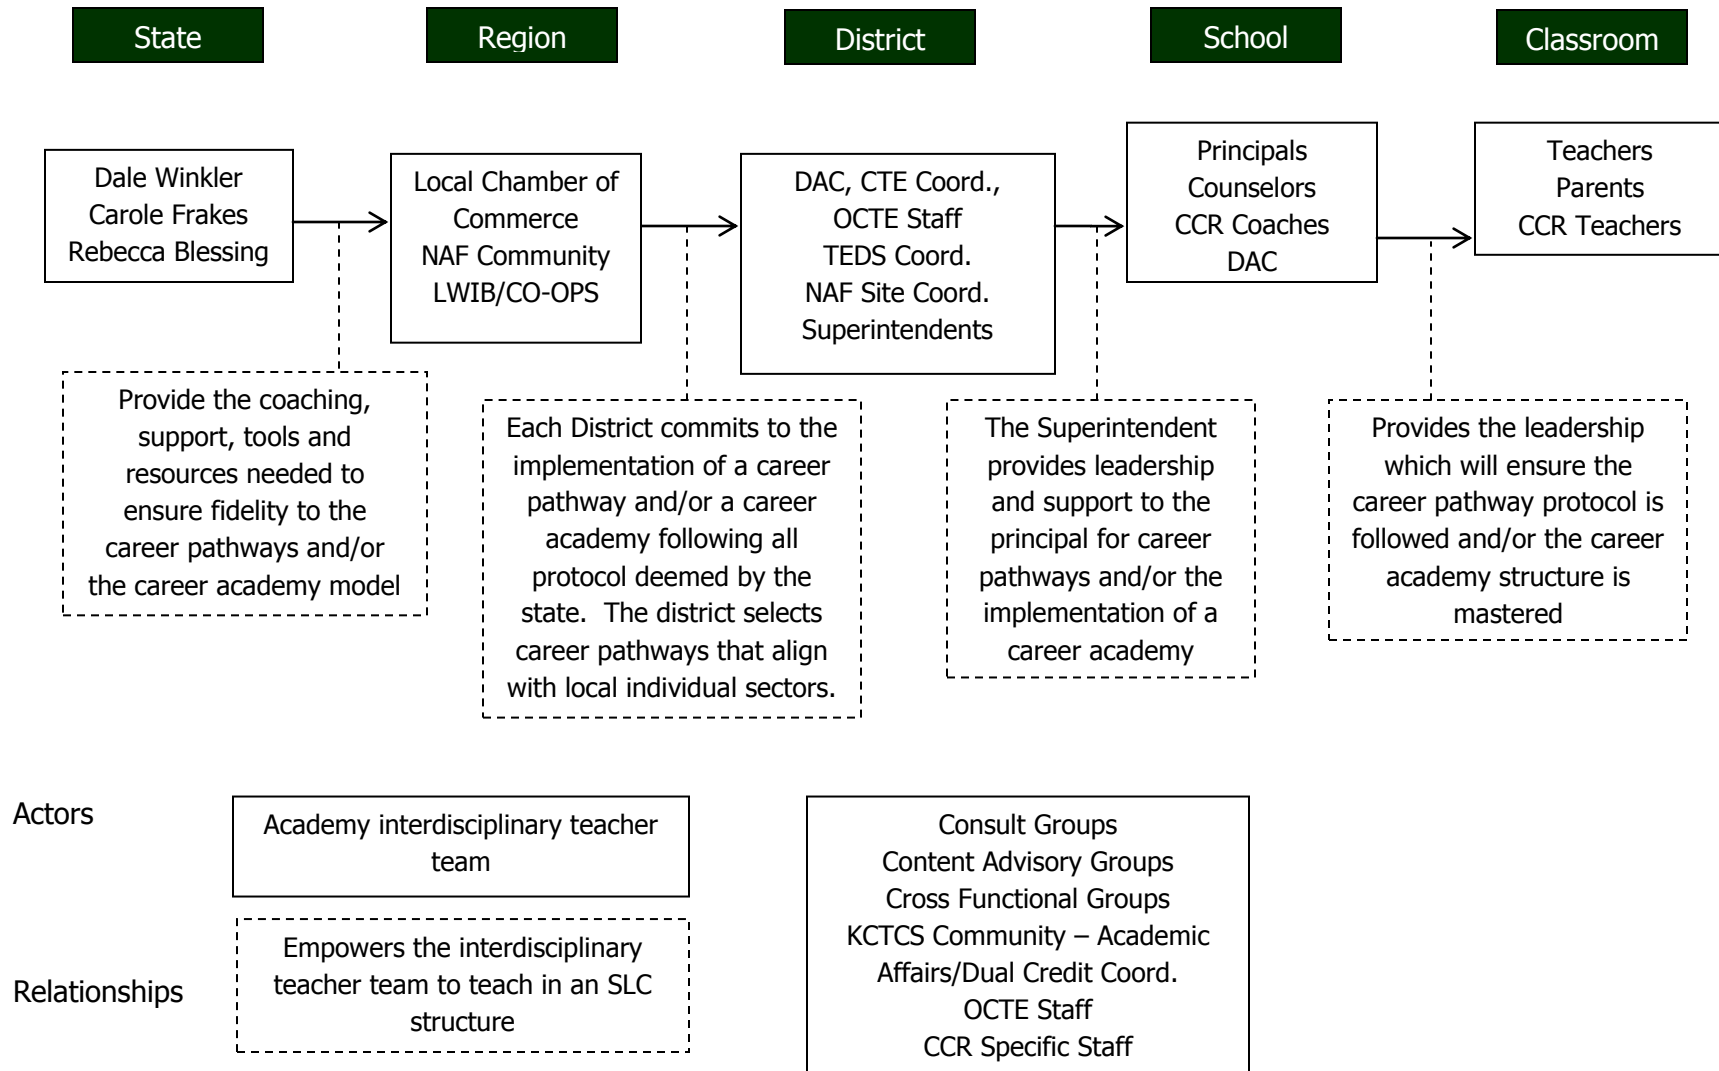 State
Region
District
School
Classroom
Dale Winkler
Carole Frakes
Rebecca Blessing
Local Chamber of
Commerce
NAF Community
LWIB/CO-OPS
DAC, CTE Coord.,
OCTE Staff
TEDS Coord.
NAF Site Coord.
Superintendents
Principals
Counselors
CCR Coaches
DAC
Teachers
Parents
CCR Teachers
Provide the coaching,
support, tools and
resources needed to
ensure fidelity to the
career pathways and/or
the career academy model
Each District commits to the
implementation of a career
pathway and/or a career
academy following all
protocol deemed by the
state.  The district selects
career pathways that align
with local individual sectors.
The Superintendent
provides leadership
and support to the
principal for career
pathways and/or the
implementation of a
career academy
Provides the leadership
which will ensure the
career pathway protocol is
followed and/or the career
academy structure is
mastered
Actors
Academy interdisciplinary teacher
team
Relationships
Empowers the interdisciplinary
teacher team to teach in an SLC
structure
Consult Groups
Content Advisory Groups
Cross Functional Groups
KCTCS Community – Academic
Affairs/Dual Credit Coord.
OCTE Staff
CCR Specific Staff